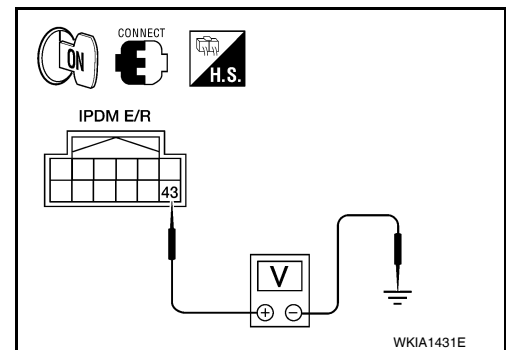 CONNECT
ON
H.S.
IPDM E/R
43
V
+ −
WKIA1431E